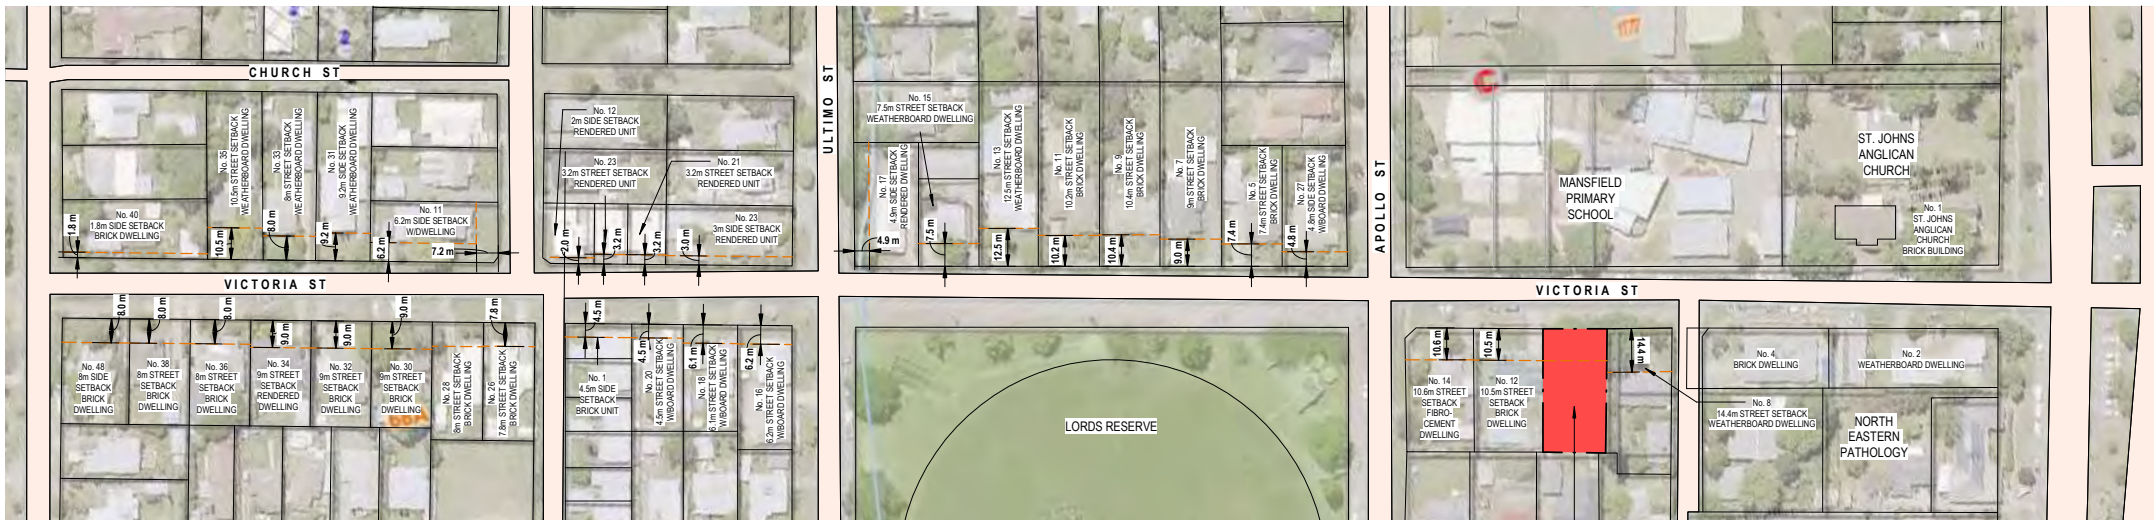 CHURCH ST
ULTIMO ST
APOLLO ST
VICTORIA ST
VICTORIA ST
No. 40
1.8m SIDE SETBACK
BRICK DWELLING
1.8 m
No. 35
10.5m STREET SETBACK
WEATHERBOARD DWELLING
10.5 m
No. 33
8m STREET SETBACK
WEATHERBOARD DWELLING
8.0 m
No. 31
9.2m SIDE SETBACK
WEATHERBOARD DWELLING
9.2 m
No. 11
6.2m SIDE SETBACK
W/DWELLING
6.2 m
7.2 m
No. 12
2m SIDE SETBACK
RENDERED UNIT
No. 23
3.2m STREET SETBACK
RENDERED UNIT
No. 21
3.2m STREET SETBACK
RENDERED UNIT
No. 23
3m SIDE SETBACK
RENDERED UNIT
2.0 m
3.2 m
3.2 m
3.0 m
No. 15
7.5m STREET SETBACK
WEATHERBOARD DWELLING
No. 17
4.9m SIDE SETBACK
RENDERED DWELLING
4.9 m
7.5 m
No. 13
12.5m STREET SETBACK
WEATHERBOARD DWELLING
12.5 m
No. 11
10.2m STREET SETBACK
BRICK DWELLING
10.2 m
No. 9
10.4m STREET SETBACK
BRICK DWELLING
10.4 m
No. 7
9m STREET SETBACK
BRICK DWELLING
9.0 m
No. 5
7.4m STREET SETBACK
BRICK DWELLING
7.4 m
No. 27
4.8m SIDE SETBACK
W/BOARD DWELLING
4.8 m
MANSFIELD
PRIMARY
SCHOOL
ST. JOHNS
ANGLICAN
CHURCH
No. 1
ST. JOHNS
ANGLICAN
CHURCH
BRICK BUILDING
8.0 m
8.0 m
8.0 m
9.0 m
9.0 m
9.0 m
7.8 m
No. 48
8m SIDE
SETBACK
BRICK
DWELLING
No. 38
8m STREET
SETBACK
BRICK
DWELLING
No. 36
8m STREET
SETBACK
BRICK
DWELLING
No. 34
9m STREET
SETBACK
RENDERED
DWELLING
No. 32
9m STREET
SETBACK
BRICK
DWELLING
No. 30
9m STREET
SETBACK
BRICK
DWELLING
No. 28
8m STREET SETBACK
BRICK DWELLING
No. 26
7.8m STREET SETBACK
BRICK DWELLING
4.5 m
4.5 m
6.1 m
6.2 m
No. 1
4.5m SIDE
SETBACK
BRICK UNIT
No. 20
4.5m STREET SETBACK
W/BOARD DWELLING
No. 18
6.1m STREET SETBACK
W/BOARD DWELLING
No. 16
6.2m STREET SETBACK
W/BOARD DWELLING
LORDS RESERVE
10.6 m
10.5 m
14.4 m
No. 14
10.6m STREET
SETBACK
FIBRO-
CEMENT
DWELLING
No. 12
10.5m STREET
SETBACK
BRICK
DWELLING
No. 8
14.4m STREET SETBACK
WEATHERBOARD DWELLING
No. 4
BRICK DWELLING
No. 2
WEATHERBOARD DWELLING
NORTH
EASTERN
PATHOLOGY